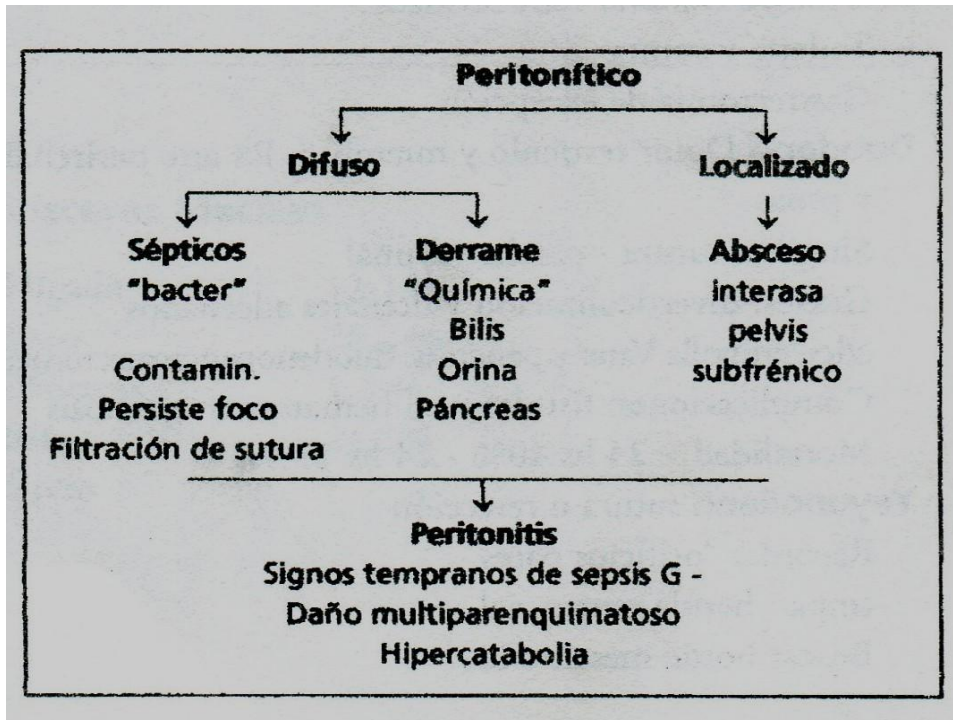 Peritonítico
Difuso Localizado
Sépticos Derrame Absceso
"bacter" "Química" interasa
Bilis pelvis
Contamin. Orina subfrénico
Persiste foco Páncreas
Filtración de sutura
Peritonitis
Signos tempranos de sepsis G -
Daño multiparenquimatoso
Hipercatabolia